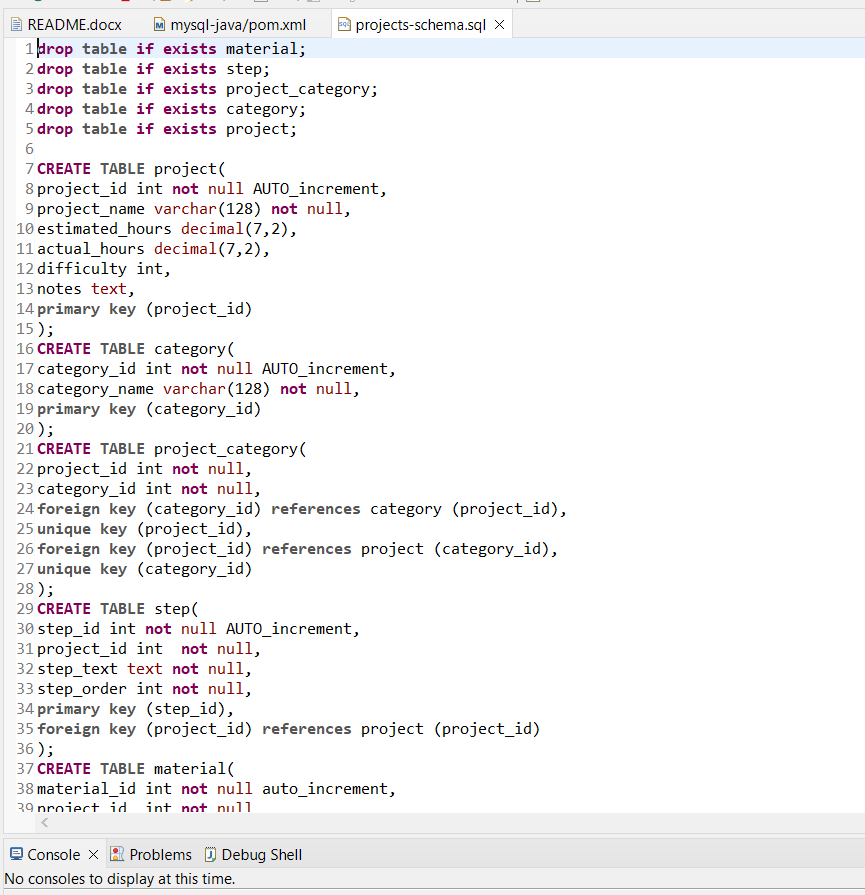 README.docx mysql-java/pom.xml projects-schema.sql
1 drop table if exists material;
2 drop table if exists step;
3 drop table if exists project_category;
4 drop table if exists category;
5 drop table if exists project;
6
7 CREATE TABLE project(
8 project_id int not null AUTO_increment,
9 project_name varchar(128) not null,
10 estimated_hours decimal(7,2),
11 actual_hours decimal(7,2),
12 difficulty int,
13 notes text,
14 primary key (project_id)
15 );
16 CREATE TABLE category(
17 category_id int not null AUTO_increment,
18 category_name varchar(128) not null,
19 primary key (category_id)
20 );
21 CREATE TABLE project_category(
22 project_id int not null,
23 category_id int not null,
24 foreign key (category_id) references category (project_id),
25 unique key (project_id),
26 foreign key (project_id) references project (category_id),
27 unique key (category_id)
28 );
29 CREATE TABLE step(
30 step_id int not null AUTO_increment,
31 project_id int  not null,
32 step_text text not null,
33 step_order int not null,
34 primary key (step_id),
35 foreign key (project_id) references project (project_id)
36 );
37 CREATE TABLE material(
38 material_id int not null auto_increment,
39 project_id  int not null
Console Problems Debug Shell
No consoles to display at this time.